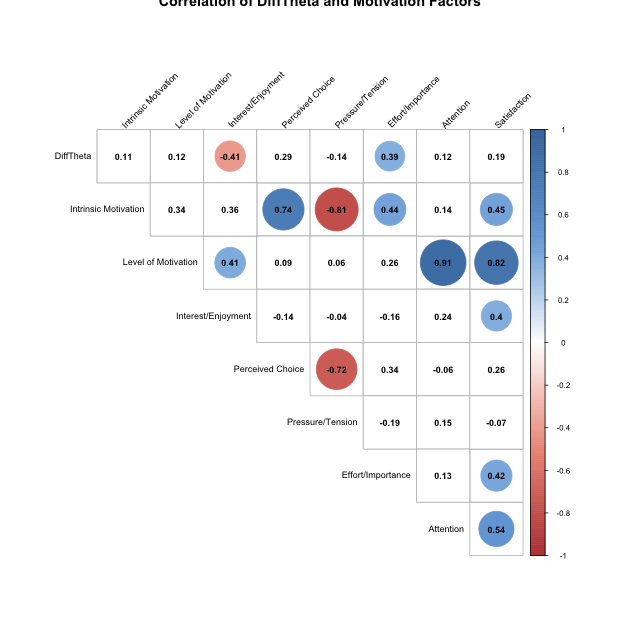 Correlation of DiffTheta and Motivation Factors
Intrinsic Motivation
Level of Motivation
Interest/Enjoyment
Perceived Choice
Pressure/Tension
Effort/Importance
Attention
Satisfaction
DiffTheta 0.11 0.12 -0.41 0.29 -0.14 0.39 0.12 0.19
Intrinsic Motivation 0.34 0.36 0.74 -0.81 0.44 0.14 0.45
Level of Motivation 0.41 0.09 0.06 0.26 0.91 0.82
Interest/Enjoyment -0.14 -0.04 -0.16 0.24 0.4
Perceived Choice -0.72 0.34 -0.06 0.26
Pressure/Tension -0.19 0.15 -0.07
Effort/Importance 0.13 0.42
Attention 0.54
1
0.8
0.6
0.4
0.2
0
-0.2
-0.4
-0.6
-0.8
-1